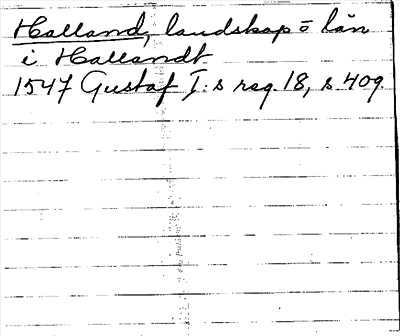 Halland, landskap o län
i Hallandt
1547 Gustaf I:s reg. 18, s 409.